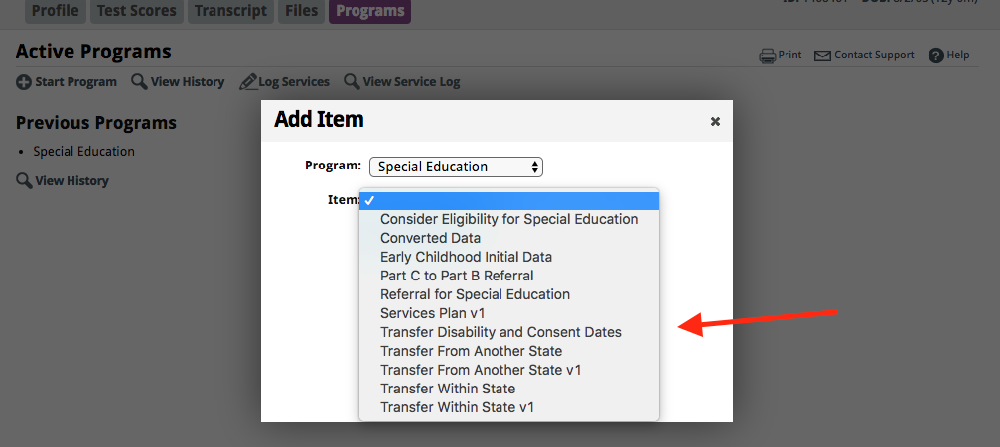 Profile
Test Scores
Transcript
Files
Programs
Active Programs
Print
Contact Support
? Help
Start Program
View History
Log Services
View Service Log
Previous Programs
• Special Education
View History
Add Item
Program: Special Education
Item: ✓
Consider Eligibility for Special Education
Converted Data
Early Childhood Initial Data
Part C to Part B Referral
Referral for Special Education
Services Plan v1
Transfer Disability and Consent Dates
Transfer From Another State
Transfer From Another State v1
Transfer Within State
Transfer Within State v1